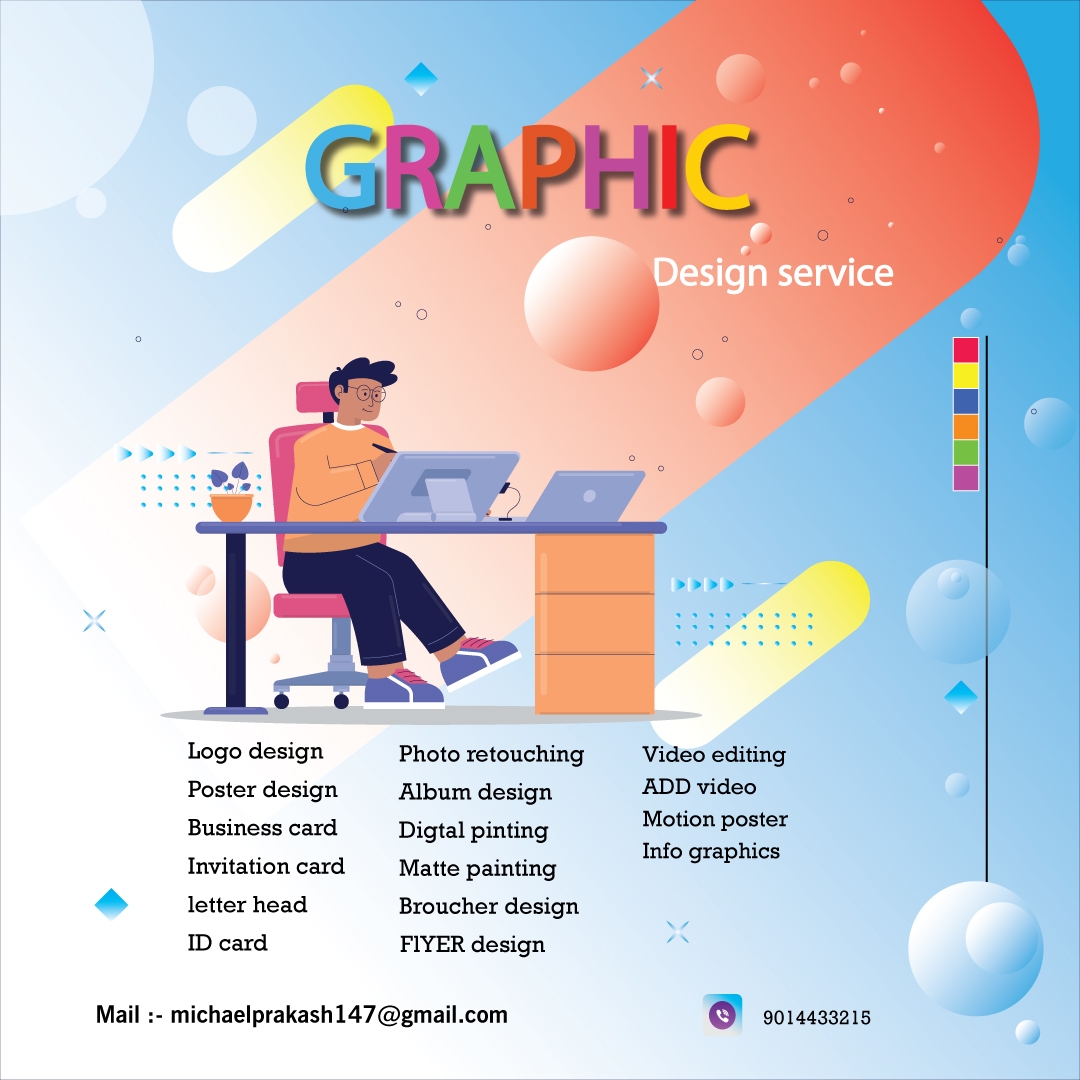 GRAPHIC
Design service
Logo design
Poster design
Business card
Invitation card
letter head
ID card
Photo retouching
Album design
Digtal pinting
Matte painting
Broucher design
FlYER design
Video editing
ADD video
Motion poster
Info graphics
Mail :- michaelprakash147@gmail.com
9014433215